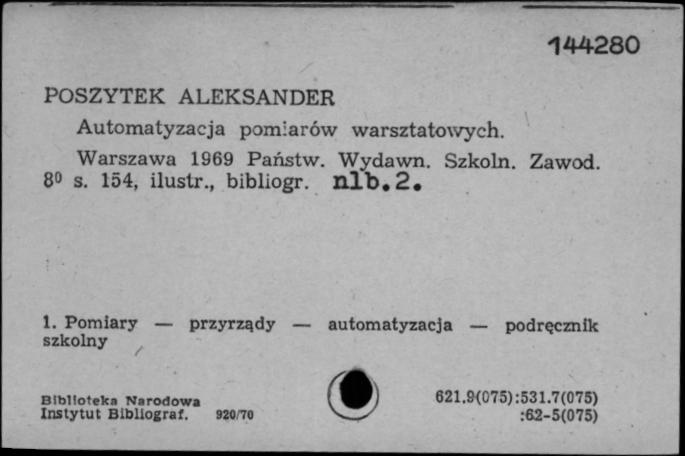 144280
POSZYTEK ALEKSANDER
Automatyzacja pomiarów warsztatowych.
Warszawa 1969 Państw. Wydawn. Szkoln. Zawod.
8⁰ s. 154, ilustr., bibliogr. nlb.2.
1. Pomiary — przyrządy — automatyzacja — podręcznik
szkolny
Biblioteka Narodowa
Instytut Bibliograf. 920/70
621.9(075):531.7(075)
:62-5(075)